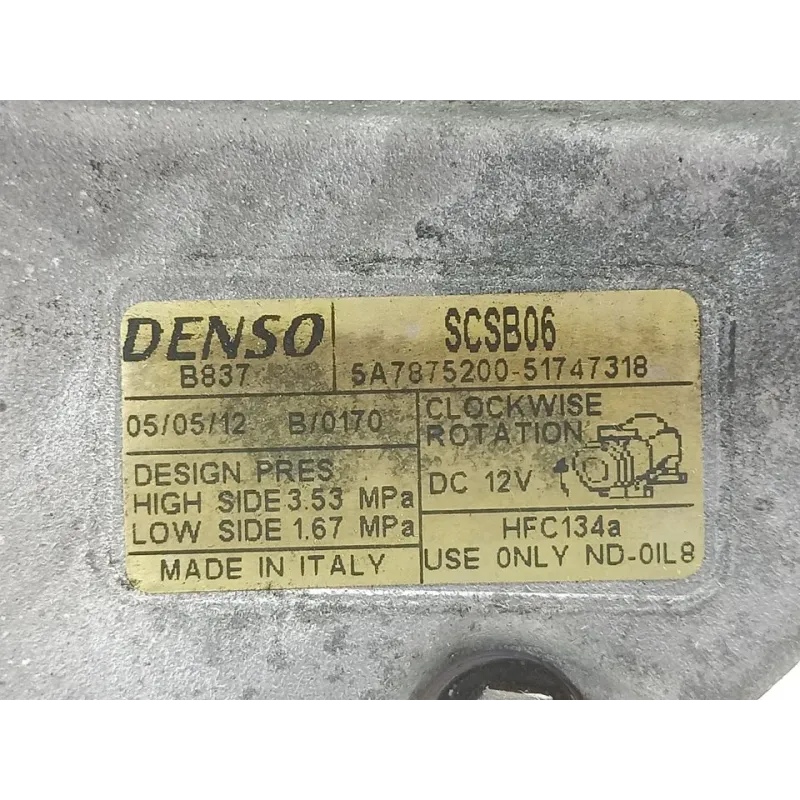 DENSO SCSB06
B837 5A7875200-51747318
05/05/12 B/0170
CLOCKWISE
ROTATION
DC 12V
DESIGN PRES
HIGH SIDE 3.53 MPa
LOW SIDE 1.67 MPa
HFC134a
MADE IN ITALY
USE ONLY ND-OIL8